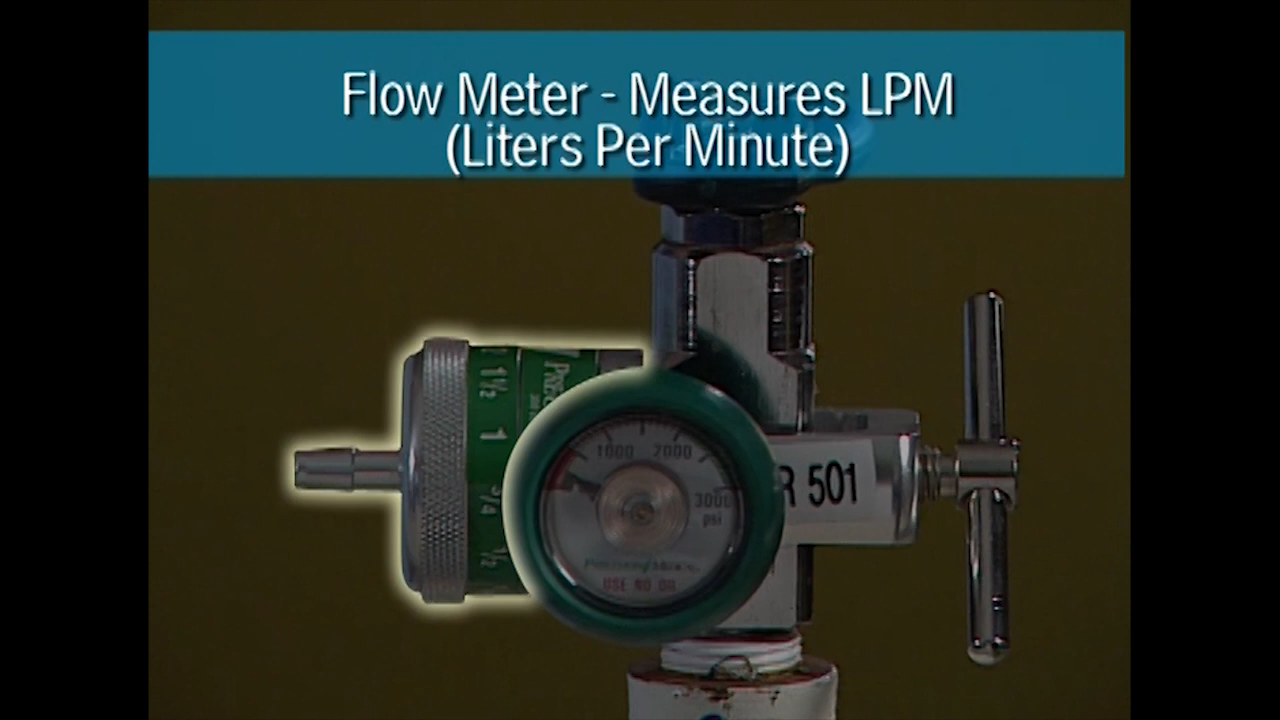 Flow Meter - Measures LPM
(Liters Per Minute)
1½
1
3/4
1/2
1000 2000
3000
psi
USE NO OIL
R 501